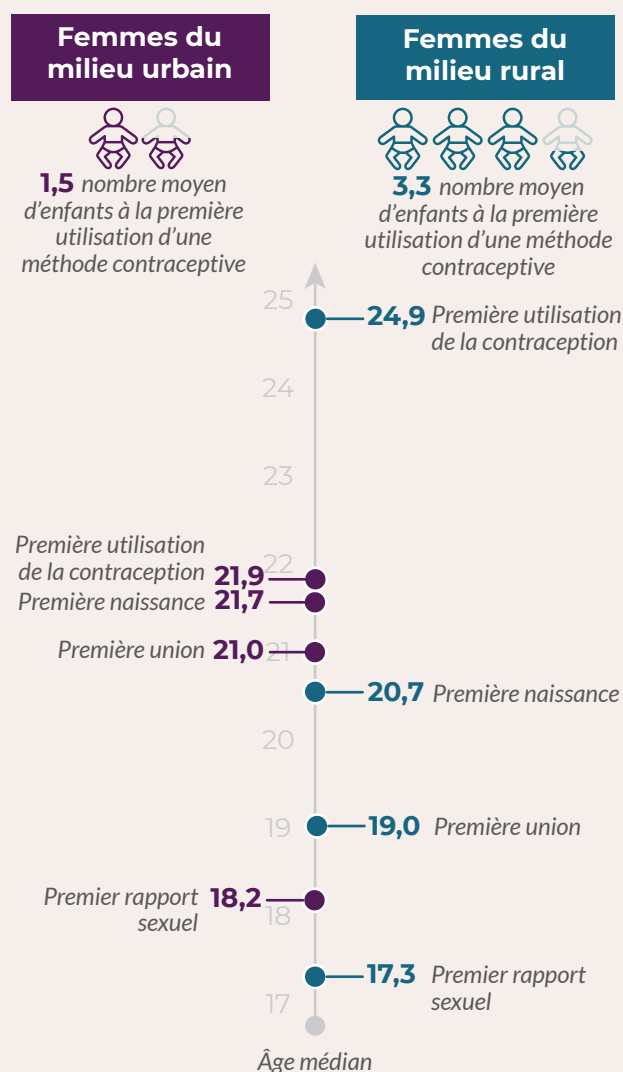 Femmes du
milieu urbain
Femmes du
milieu rural
1,5 nombre moyen
d'enfants à la première
utilisation d'une
méthode contraceptive
3,3 nombre moyen
d'enfants à la première
utilisation d'une méthode
contraceptive
25
24,9 Première utilisation
de la contraception
24
23
22
Première utilisation
de la contraception 21,9
Première naissance 21,7
Première union 21,0
21
20,7 Première naissance
20
19
19,0 Première union
Premier rapport
sexuel
18,2
18
17,3 Premier rapport
sexuel
17
Âge médian